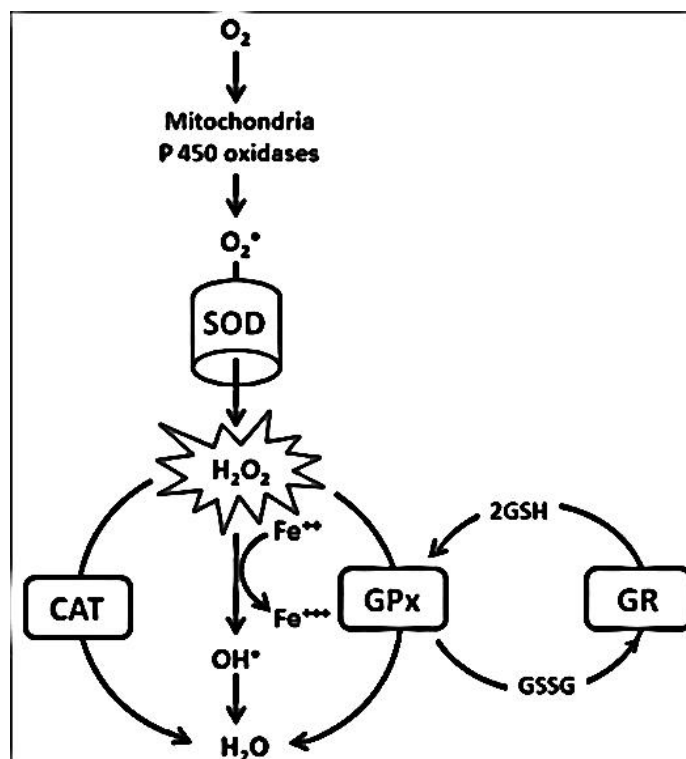 O₂
Mitochondria
P 450 oxidases
O₂•
SOD
H₂O₂
Fe⁺⁺
2GSH
CAT
GPx
GR
Fe⁺⁺⁺
OH•
GSSG
H₂O